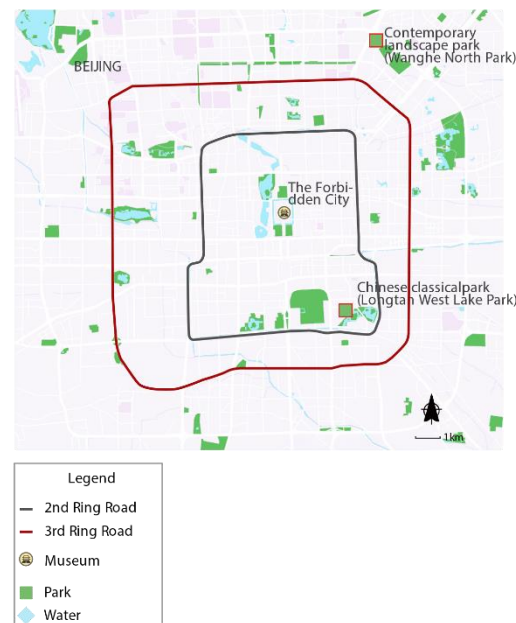 Contemporary
landscape park
(Wanghe North Park)
BEIJING
The Forbi-
dden City
Chinese classicalpark
(Longtan West Lake Park)
1km
Legend
2nd Ring Road
3rd Ring Road
Museum
Park
Water